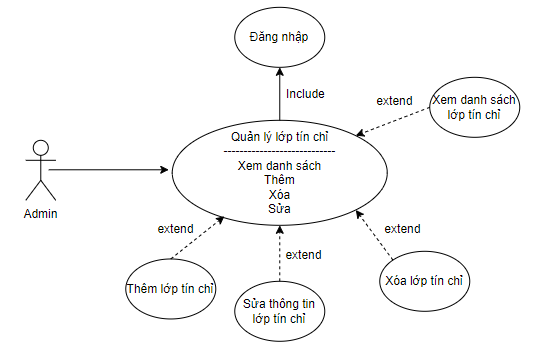 Đăng nhập
Include
extend
Xem danh sách
lớp tín chỉ
Quản lý lớp tín chỉ
--------------------------------
Xem danh sách
Thêm
Xóa
Sửa
Admin
extend
extend
extend
Thêm lớp tín chỉ
Sửa thông tin
lớp tín chỉ
Xóa lớp tín chỉ